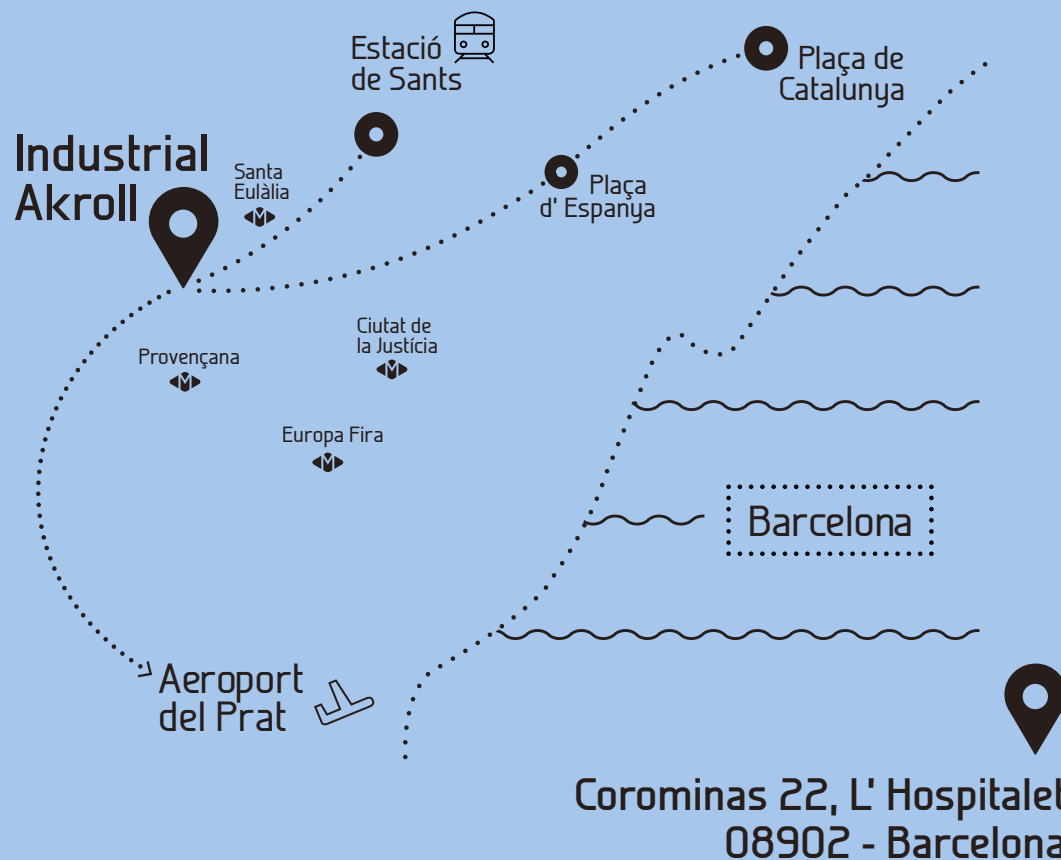 Estació
de Sants
Plaça de
Catalunya
Industrial
Akroll
Santa
Eulàlia
M
Plaça
d' Espanya
Ciutat de
la Justícia
M
Provençana
M
Europa Fira
M
Barcelona
Aeroport
del Prat
Corominas 22, L' Hospitalet
08902 - Barcelona